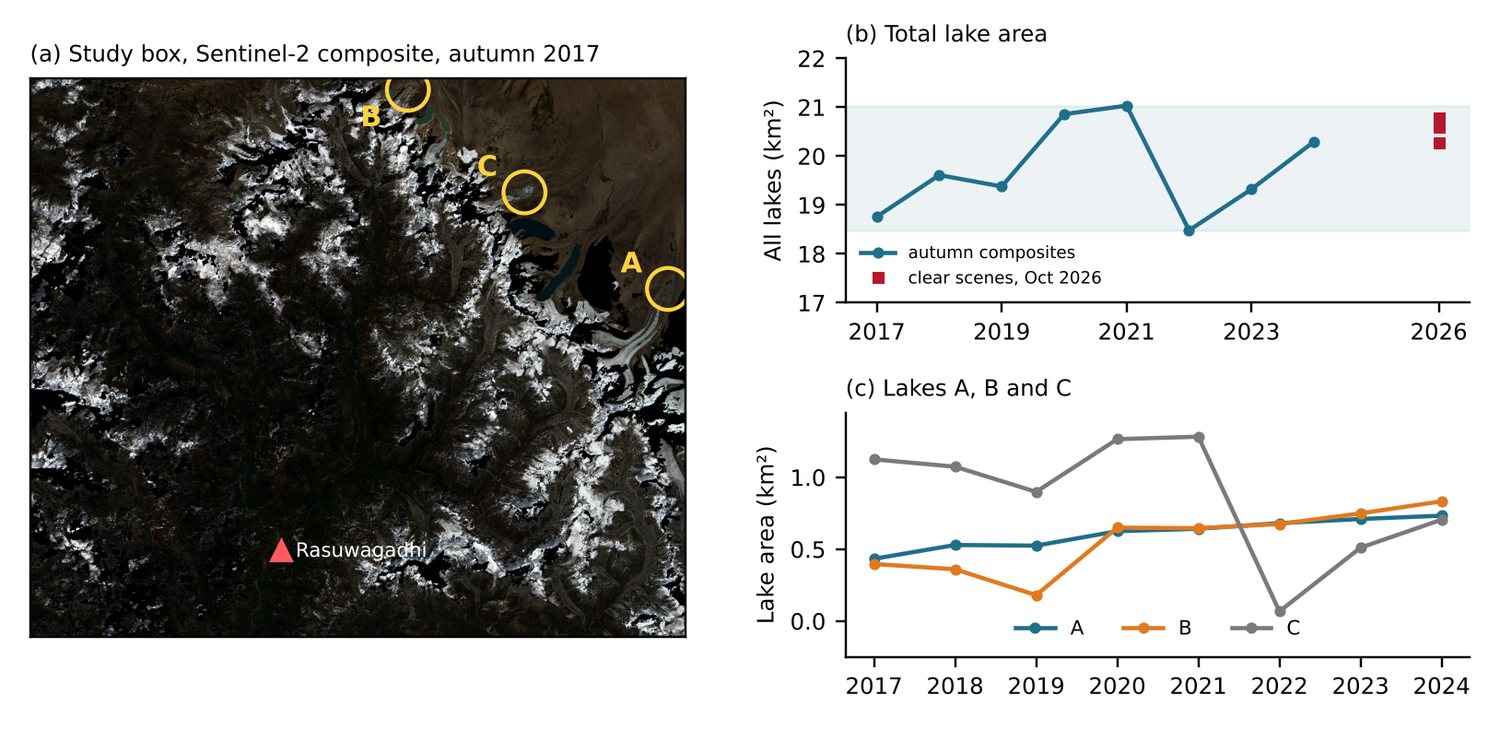 (a) Study box, Sentinel-2 composite, autumn 2017
B
C
A
Rasuwagadhi
(b) Total lake area
All lakes (km²)
22
21
20
19
18
17
autumn composites
clear scenes, Oct 2026
2017 2019 2021 2023 2026
(c) Lakes A, B and C
Lake area (km²)
1.0
0.5
0.0
A B C
2017 2018 2019 2020 2021 2022 2023 2024